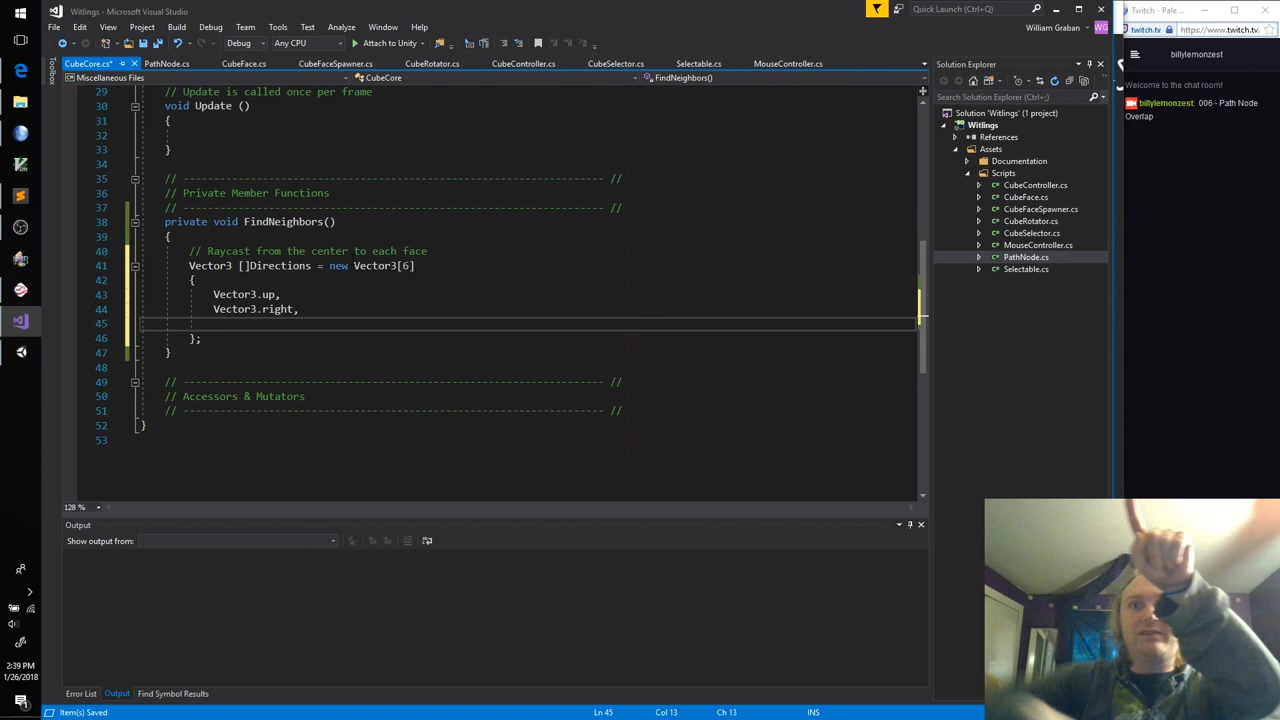 Witlings - Microsoft Visual Studio
Quick Launch (Ctrl+Q)
File Edit View Project Build Debug Team Tools Test Analyze Window Help
William Graban WG
Debug Any CPU Attach to Unity
CubeCore.cs* PathNode.cs CubeFace.cs CubeFaceSpawner.cs CubeRotator.cs CubeController.cs CubeSelector.cs Selectable.cs MouseController.cs
Toolbox
Miscellaneous Files CubeCore FindNeighbors()
29 // Update is called once per frame
30 void Update ()
31 {
32
33 }
34
35 // ---------------------------------------------------------------------- //
36 // Private Member Functions
37 // ---------------------------------------------------------------------- //
38 private void FindNeighbors()
39 {
40 // Raycast from the center to each face
41 Vector3 []Directions = new Vector3[6]
42 {
43 Vector3.up,
44 Vector3.right,
45
46 };
47 }
48
49 // ---------------------------------------------------------------------- //
50 // Accessors & Mutators
51 // ---------------------------------------------------------------------- //
52 }
53
128 %
Output
Show output from:
Error List Output Find Symbol Results
Item(s) Saved Ln 45 Col 13 Ch 13 INS
Solution Explorer
Search Solution Explorer (Ctrl+;)
Solution 'Witlings' (1 project)
Witlings
References
Assets
Documentation
Scripts
CubeController.cs
CubeFace.cs
CubeFaceSpawner.cs
CubeRotator.cs
CubeSelector.cs
MouseController.cs
PathNode.cs
Selectable.cs
Twitch - Pale ...
twitch.tv https://www.twitch.tv
billylemonzest
Welcome to the chat room!
billylemonzest: 006 - Path Node
Overlap
2:39 PM
1/26/2018